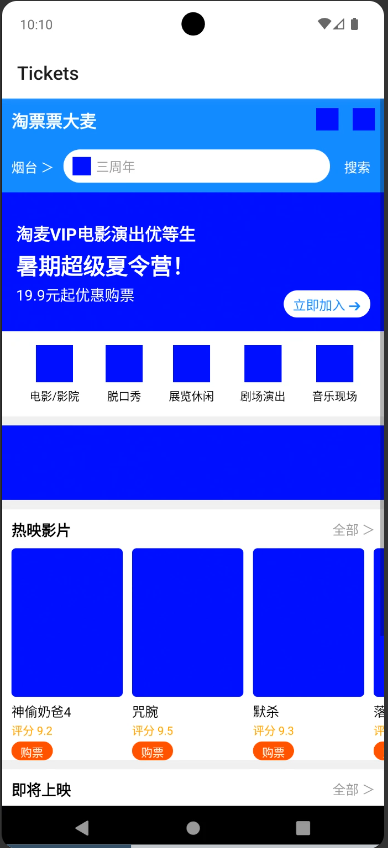 10:10
Tickets
淘票票大麦
烟台 >
三周年
搜索
淘麦VIP电影演出优等生
暑期超级夏令营！
19.9元起优惠购票
立即加入 →
电影/影院 脱口秀 展览休闲 剧场演出 音乐现场
热映影片 全部 >
神偷奶爸4 咒腕 默杀 落
评分 9.2 评分 9.5 评分 9.3 评
购票 购票 购票
即将上映 全部 >